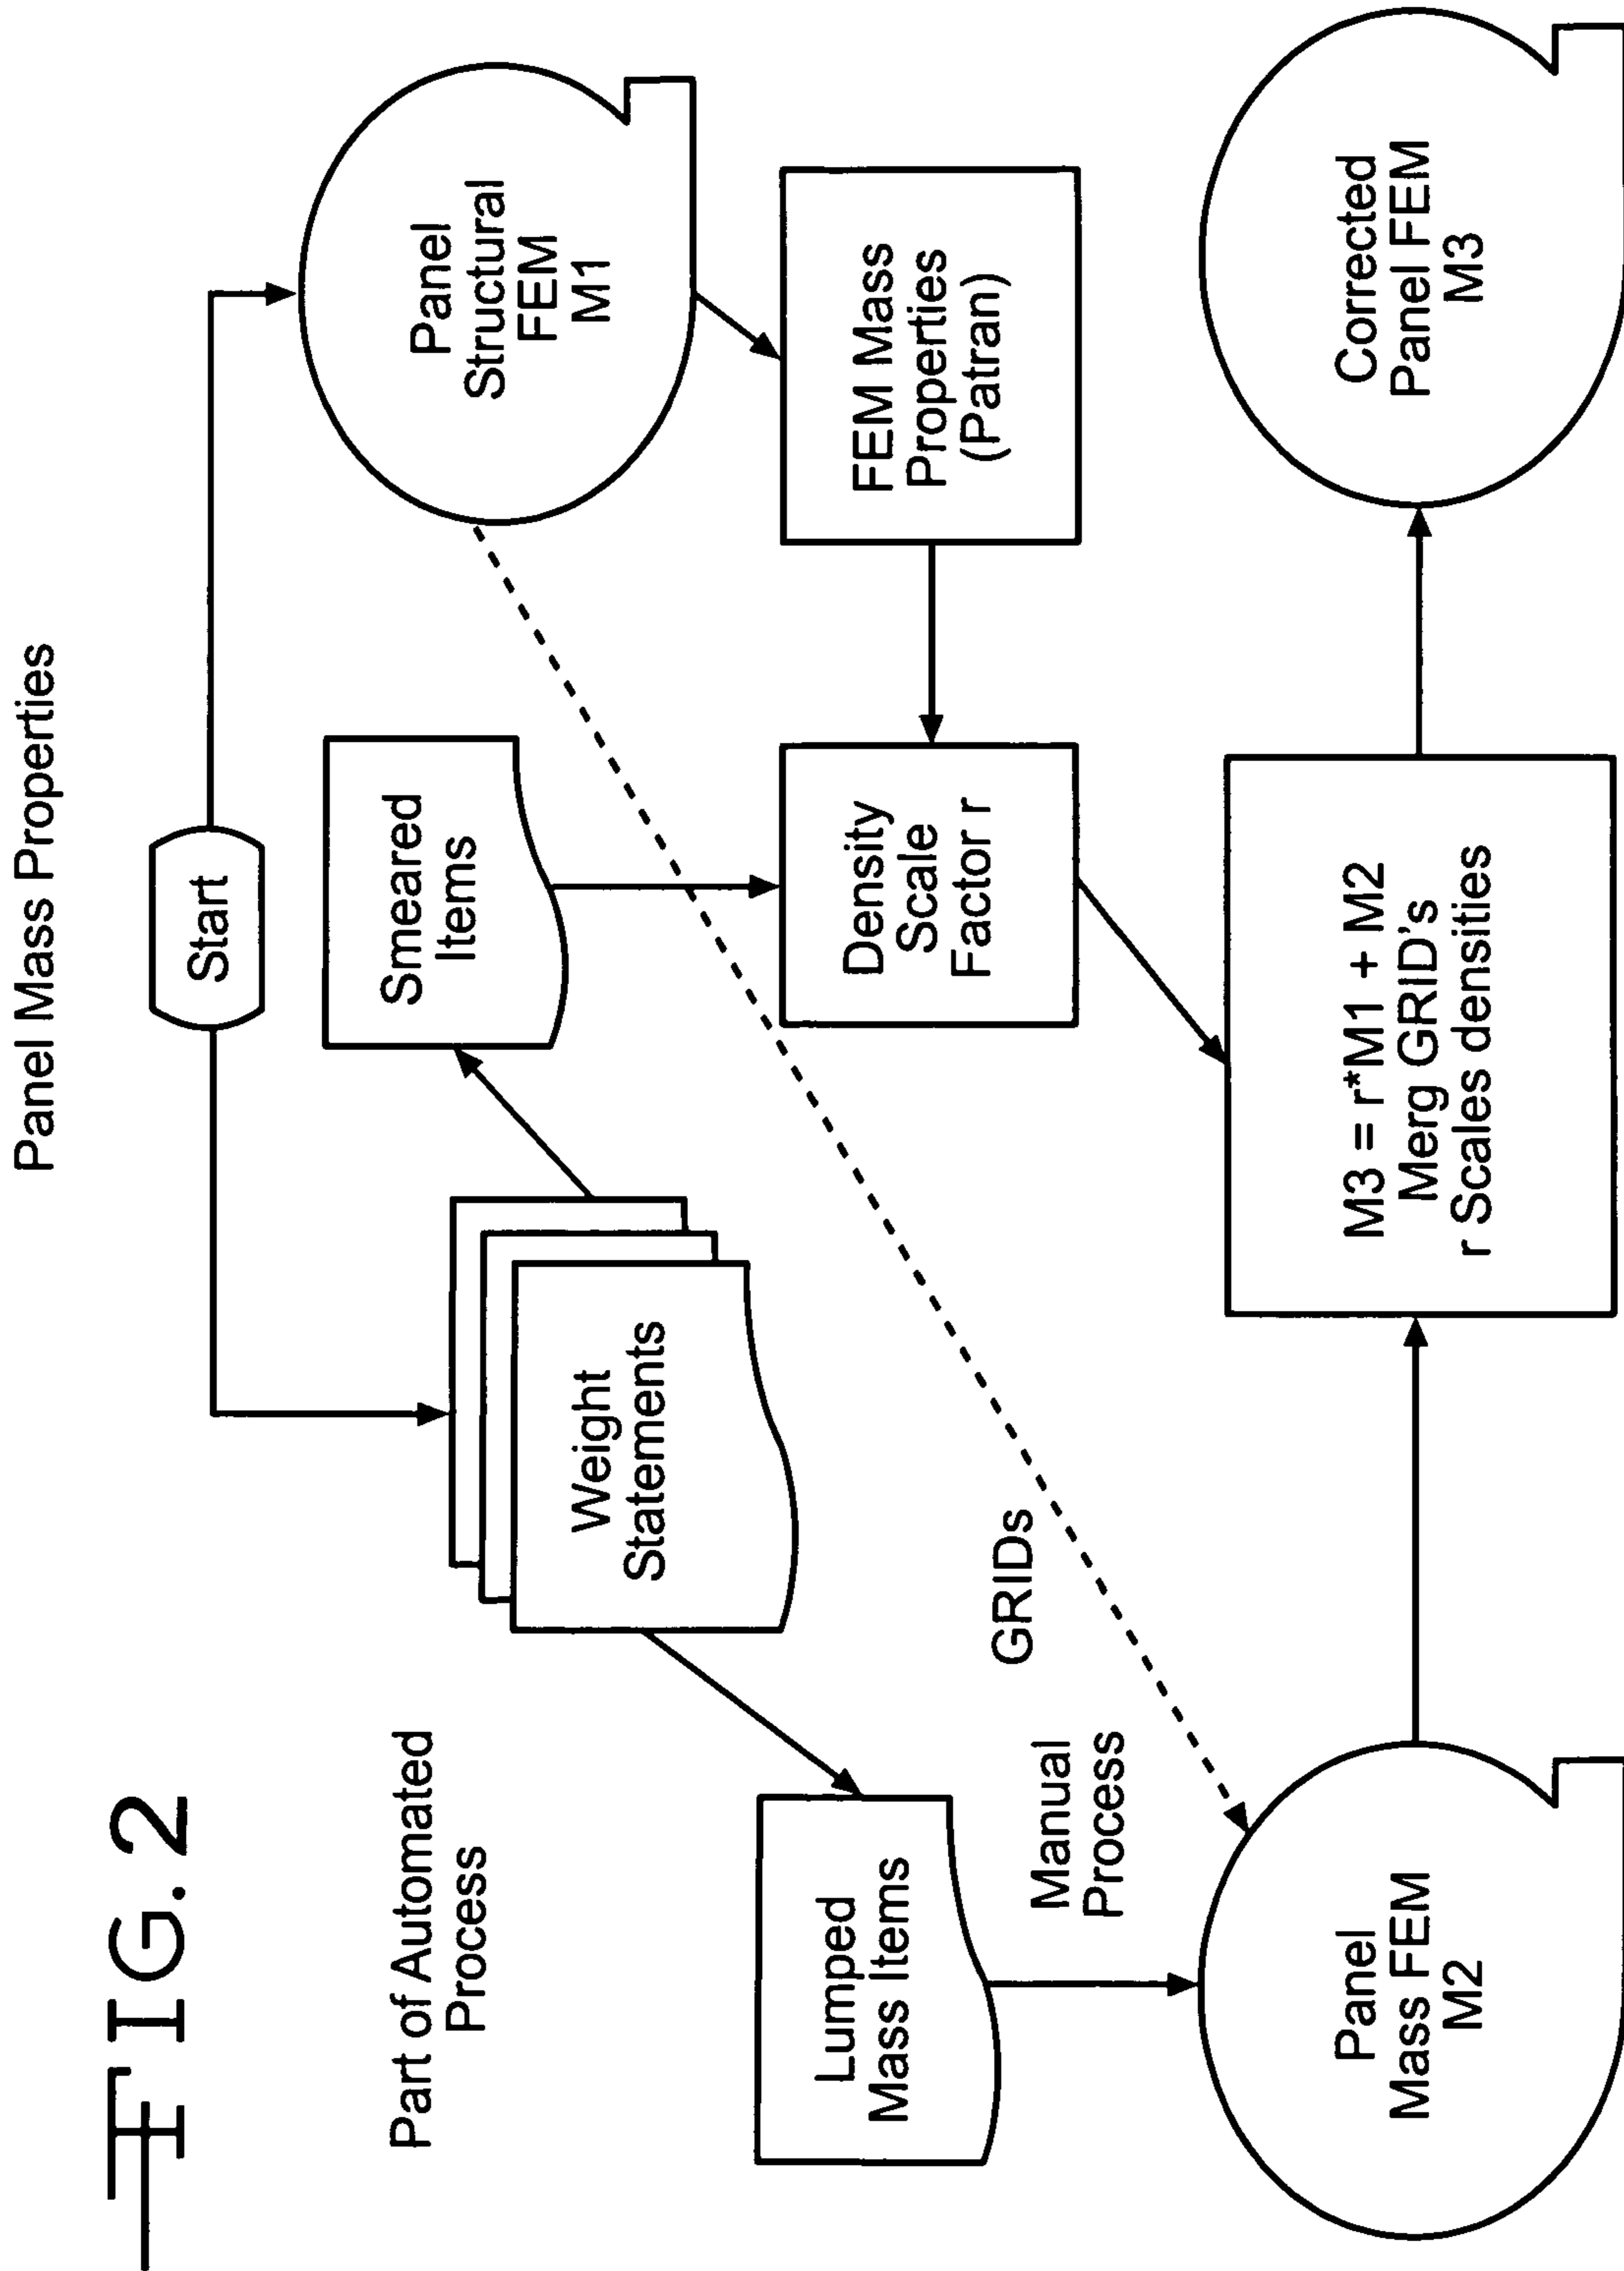 FIG. 2
Panel Mass Properties
Start
Part of Automated
Process
Weight
Statements
Smeared
Items
Panel
Structural
FEM
M1
Lumped
Mass Items
Density
Scale
Factor r
FEM Mass
Properties
(Patran)
Manual
Process
GRIDs
Panel
Mass FEM
M2
M3 = r*M1 + M2
Merg GRID's
r Scales densities
Corrected
Panel FEM
M3